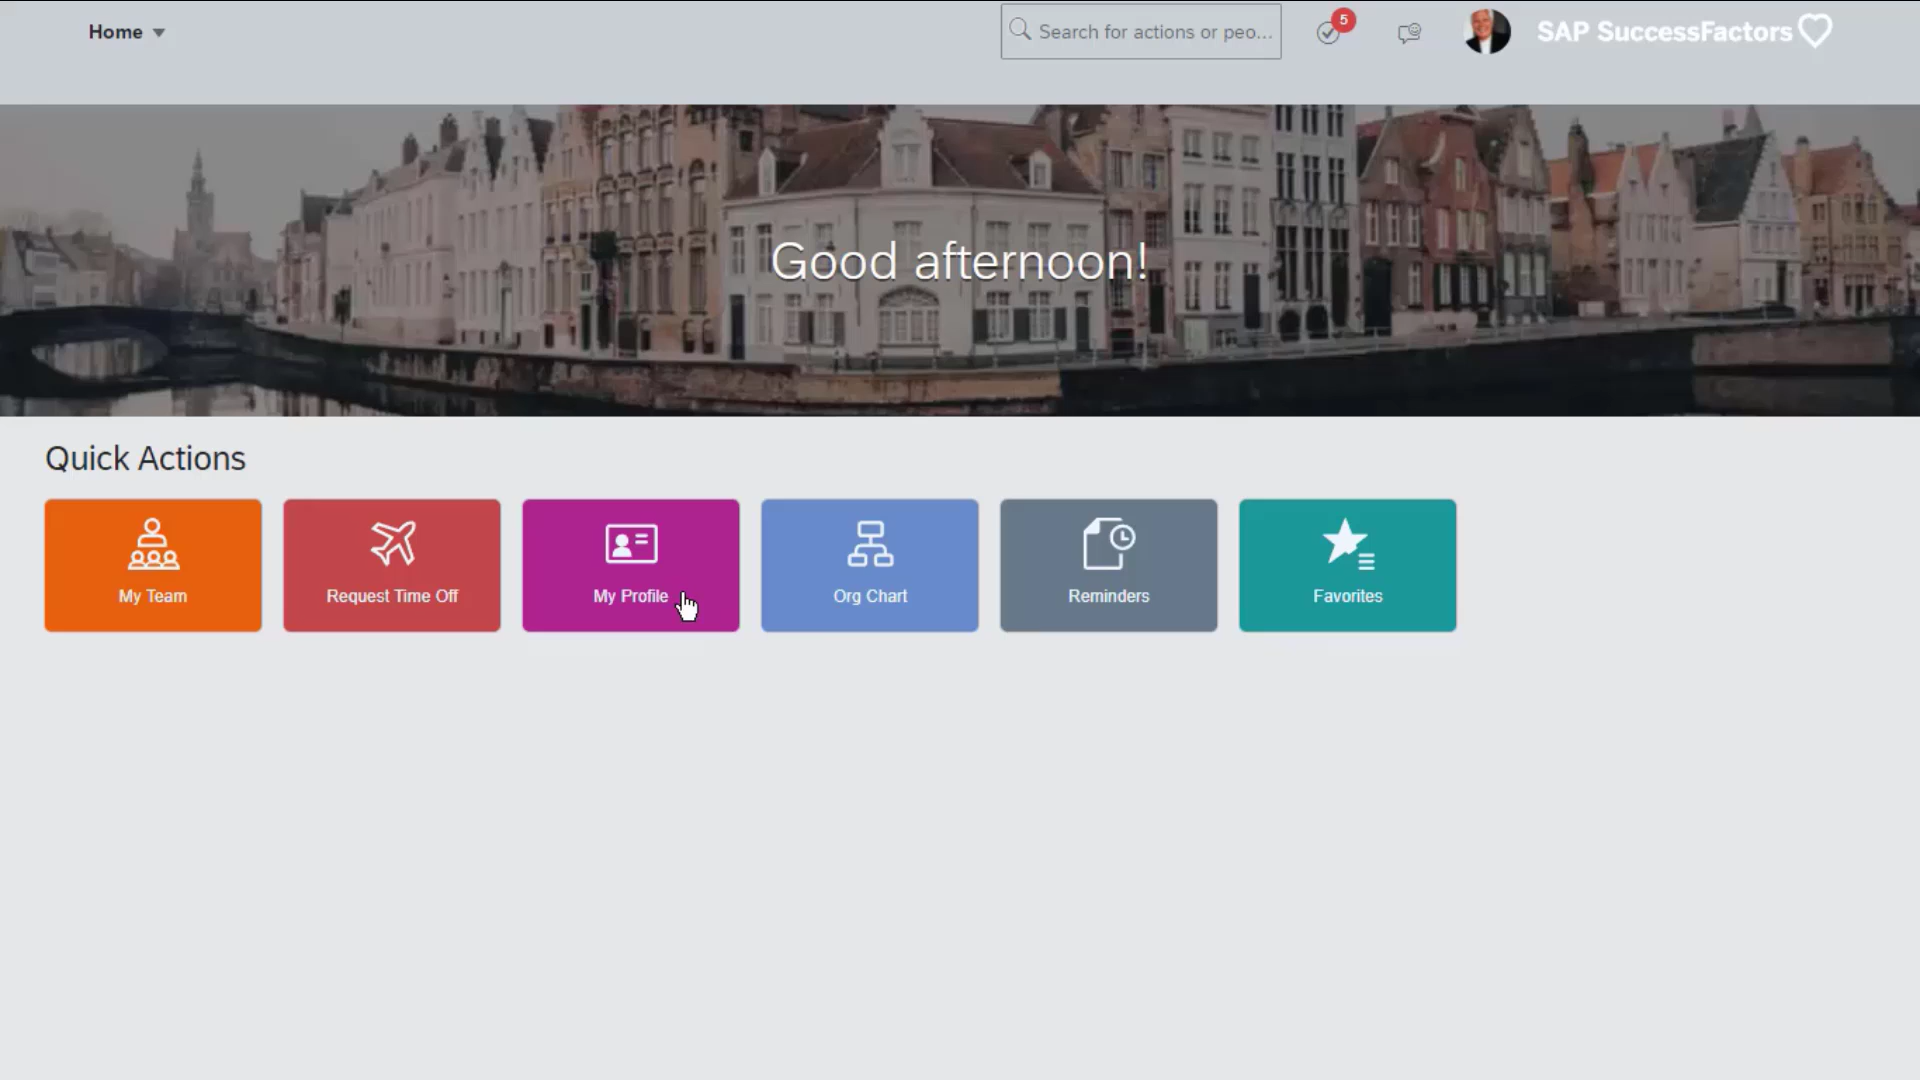 Home
Search for actions or peo...
5
SAP SuccessFactors
Good afternoon!
Quick Actions
My Team
Request Time Off
My Profile
Org Chart
Reminders
Favorites